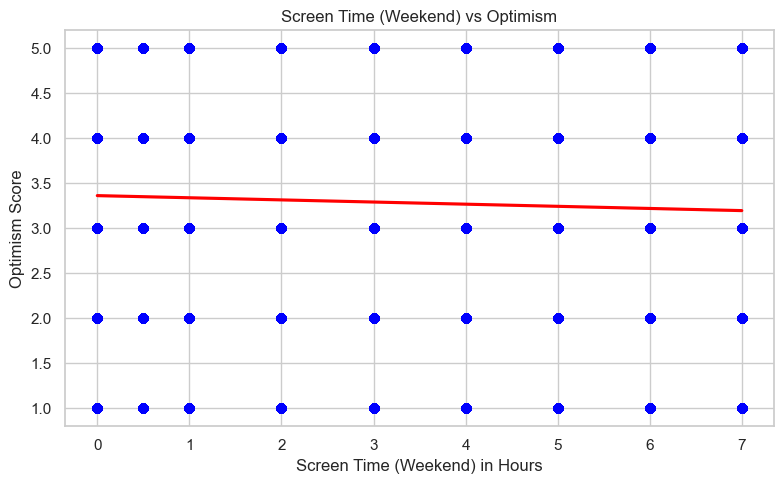 Screen Time (Weekend) vs Optimism
5.0
4.5
4.0
3.5
3.0
2.5
2.0
1.5
1.0
Optimism Score
0 1 2 3 4 5 6 7
Screen Time (Weekend) in Hours